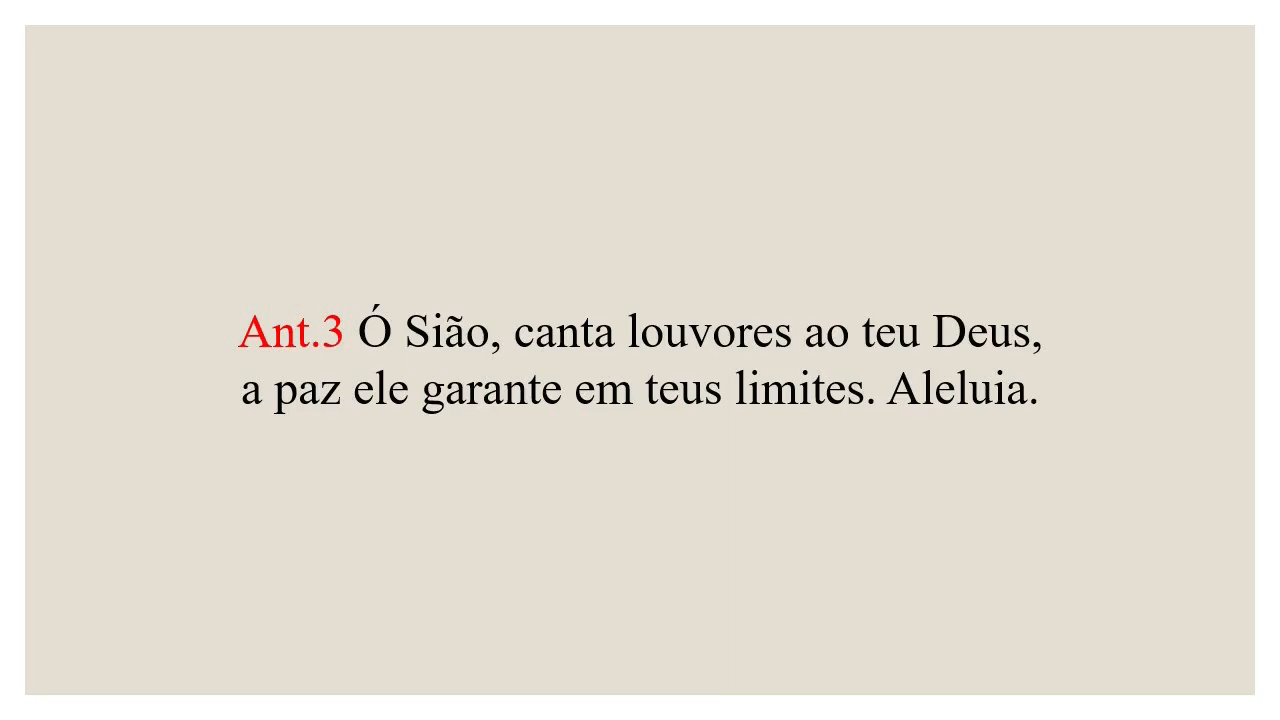 Ant.3 Ó Sião, canta louvores ao teu Deus,
a paz ele garante em teus limites. Aleluia.